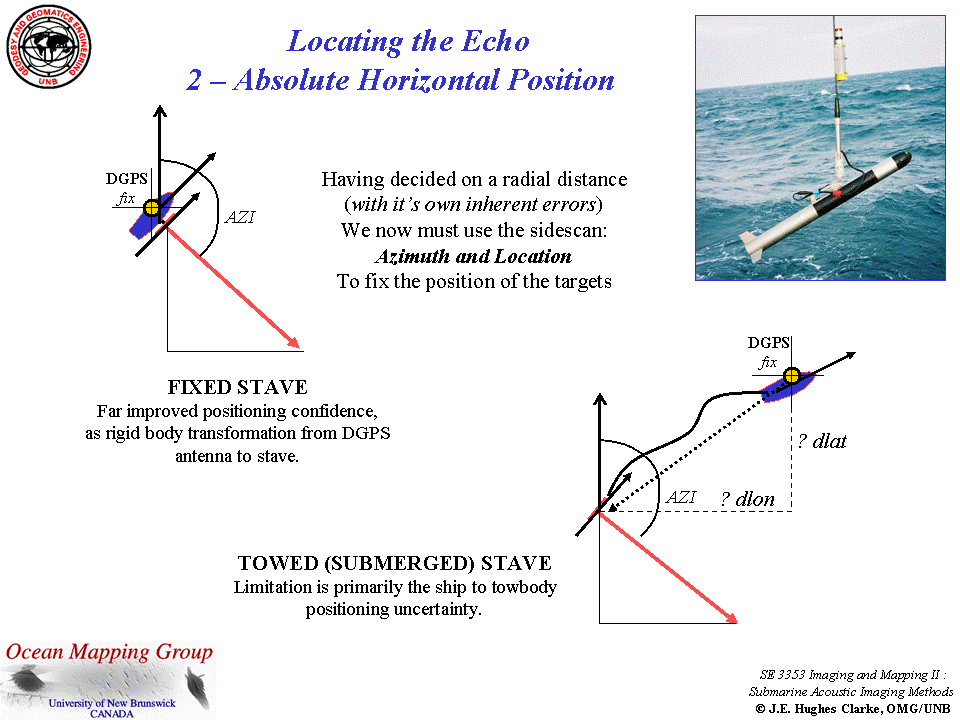 GEODESY AND GEOMATICS ENGINEERING
UNB
Locating the Echo
2 – Absolute Horizontal Position
DGPS
fix
AZI
Having decided on a radial distance
(with it's own inherent errors)
We now must use the sidescan:
Azimuth and Location
To fix the position of the targets
FIXED STAVE
Far improved positioning confidence,
as rigid body transformation from DGPS
antenna to stave.
DGPS
fix
? dlat
AZI
? dlon
TOWED (SUBMERGED) STAVE
Limitation is primarily the ship to towbody
positioning uncertainty.
Ocean Mapping Group
University of New Brunswick
CANADA
SE 3353 Imaging and Mapping II :
Submarine Acoustic Imaging Methods
© J.E. Hughes Clarke, OMG/UNB